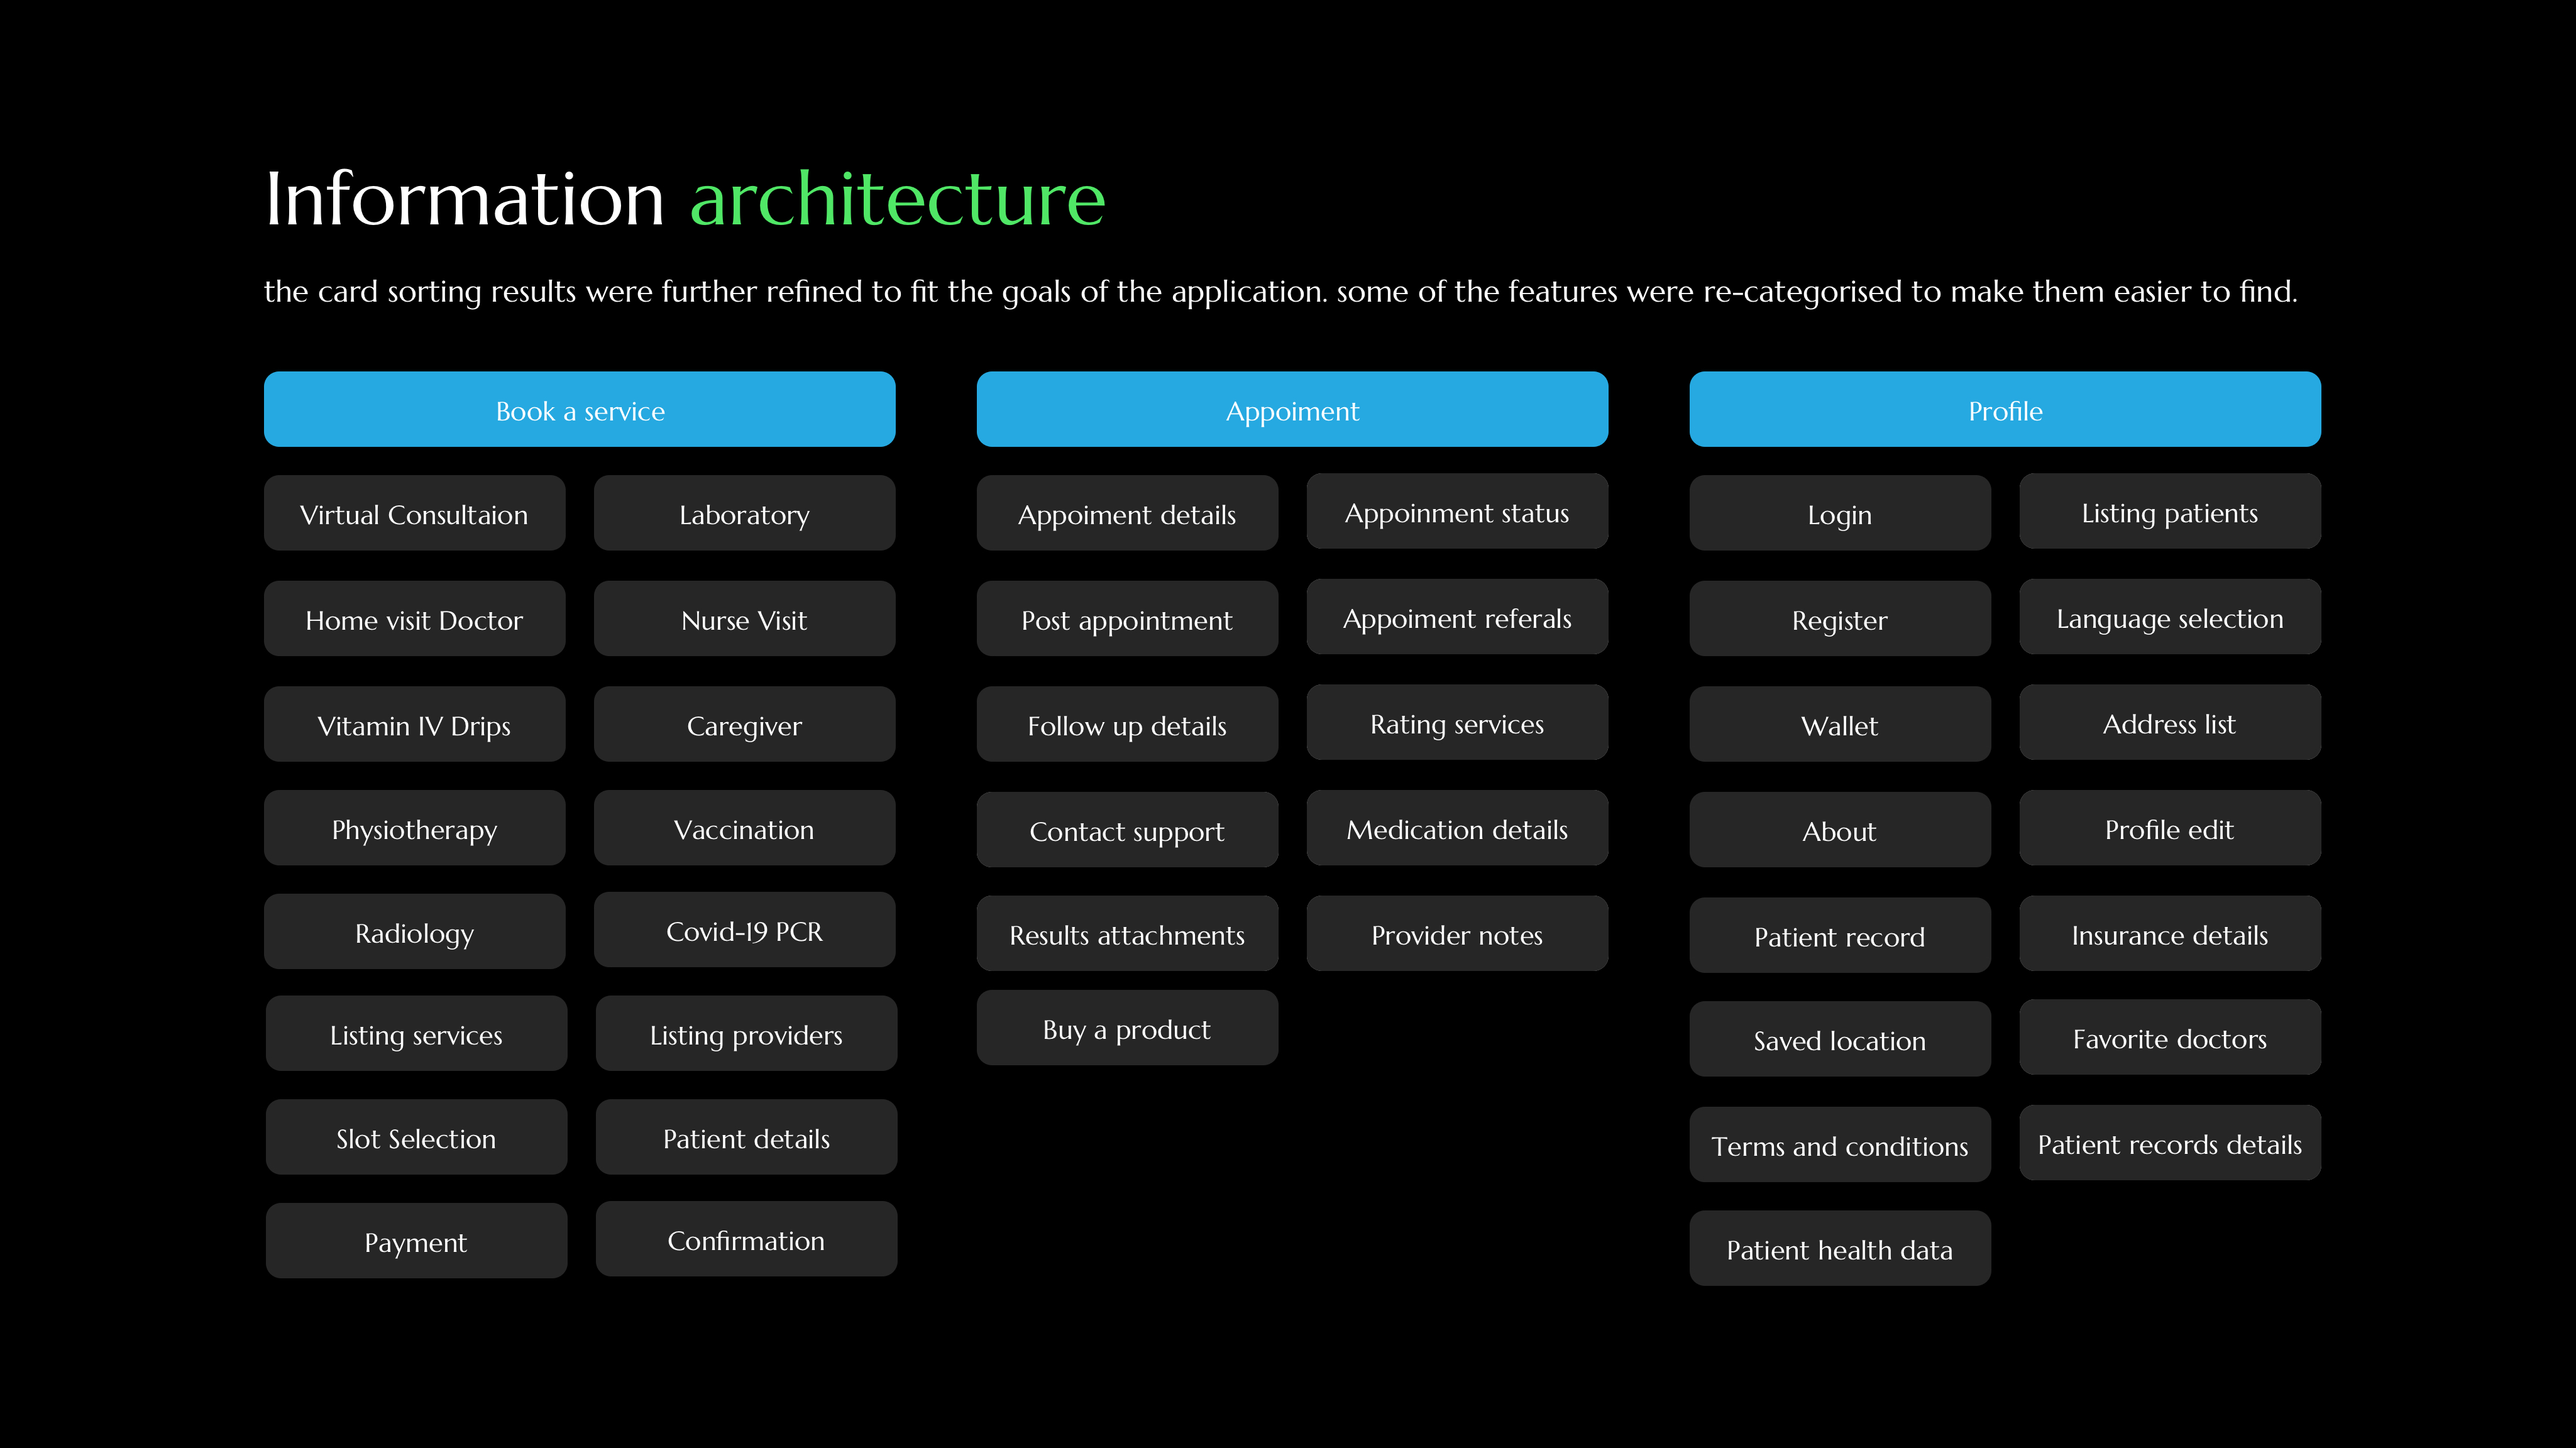 Information architecture
the card sorting results were further refined to fit the goals of the application. some of the features were re-categorised to make them easier to find.
Book a service
Virtual Consultaion
Laboratory
Home visit Doctor
Nurse Visit
Vitamin IV Drips
Caregiver
Physiotherapy
Vaccination
Radiology
Covid-19 PCR
Listing services
Listing providers
Slot Selection
Patient details
Payment
Confirmation
Appoiment
Appoiment details
Appoinment status
Post appointment
Appoiment referals
Follow up details
Rating services
Contact support
Medication details
Results attachments
Provider notes
Buy a product
Profile
Login
Listing patients
Register
Language selection
Wallet
Address list
About
Profile edit
Patient record
Insurance details
Saved location
Favorite doctors
Terms and conditions
Patient records details
Patient health data